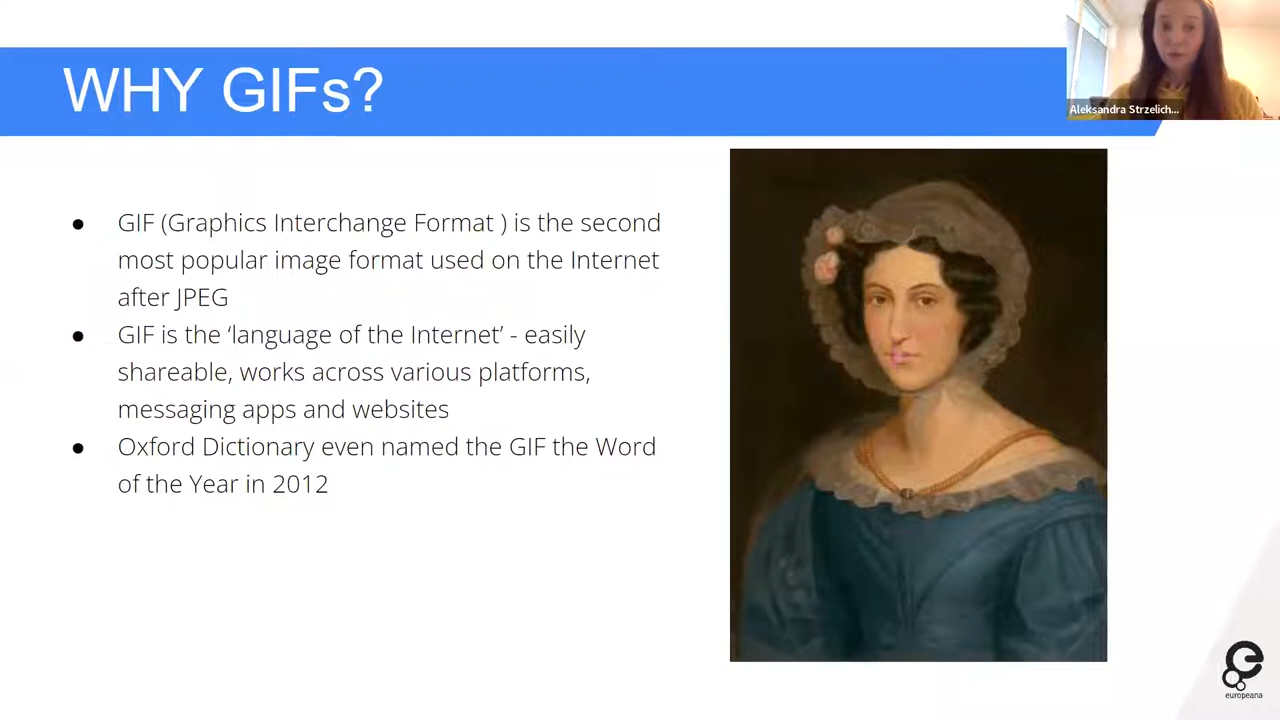 WHY GIFs?
Aleksandra Strzelich...
● GIF (Graphics Interchange Format ) is the second
most popular image format used on the Internet
after JPEG
● GIF is the ‘language of the Internet’ - easily
shareable, works across various platforms,
messaging apps and websites
● Oxford Dictionary even named the GIF the Word
of the Year in 2012
europeana